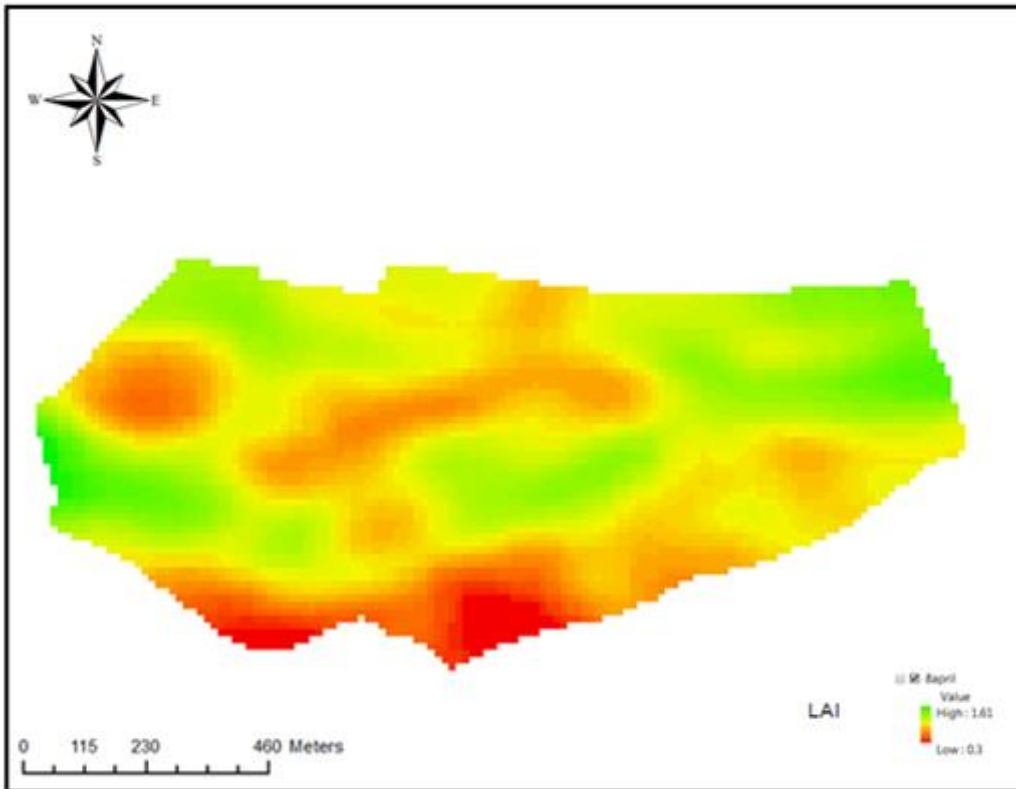 N
W E
S
8april
Value
LAI
High : 1.61
Low : 0.3
0 115 230 460 Meters